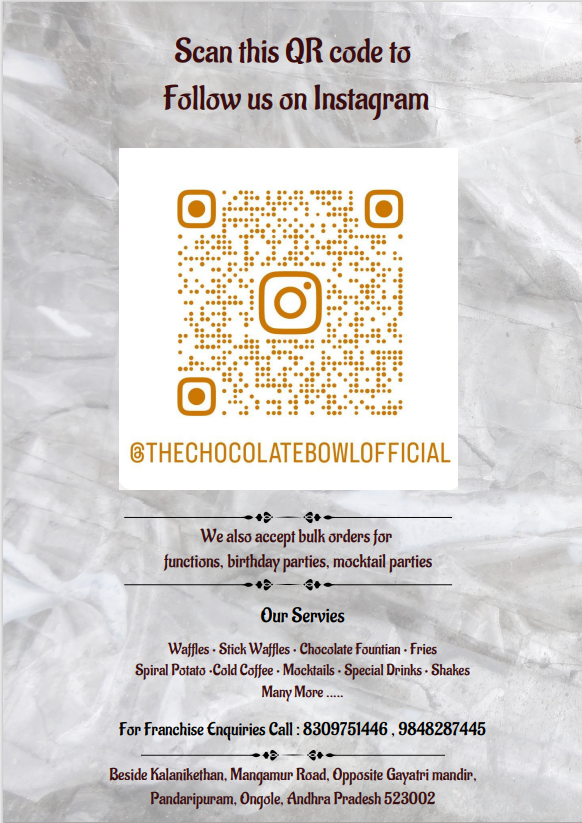 Scan this QR code to
Follow us on Instagram
@THECHOCOLATEBOWLOFFICIAL
We also accept bulk orders for
functions, birthday parties, mocktail parties
Our Servies
Waffles • Stick Waffles • Chocolate Fountian • Fries
Spiral Potato •Cold Coffee • Mocktails • Special Drinks • Shakes
Many More .....
For Franchise Enquiries Call : 8309751446 , 9848287445
Beside Kalanikethan, Mangamur Road, Opposite Gayatri mandir,
Pandaripuram, Ongole, Andhra Pradesh 523002